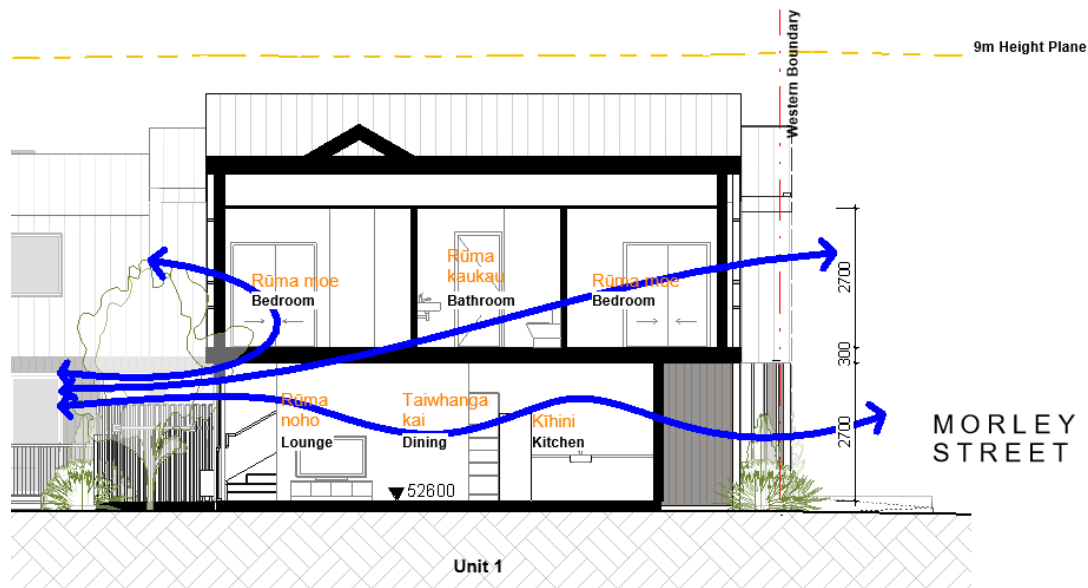 9m Height Plane
Western Boundary
Rūma moe
Bedroom
Rūma
kaukau
Bathroom
Rūma moe
Bedroom
2700
300
Rūma
noho
Lounge
Taiwhanga
kai
Dining
Kīhini
Kitchen
2700
MORLEY
STREET
52600
Unit 1